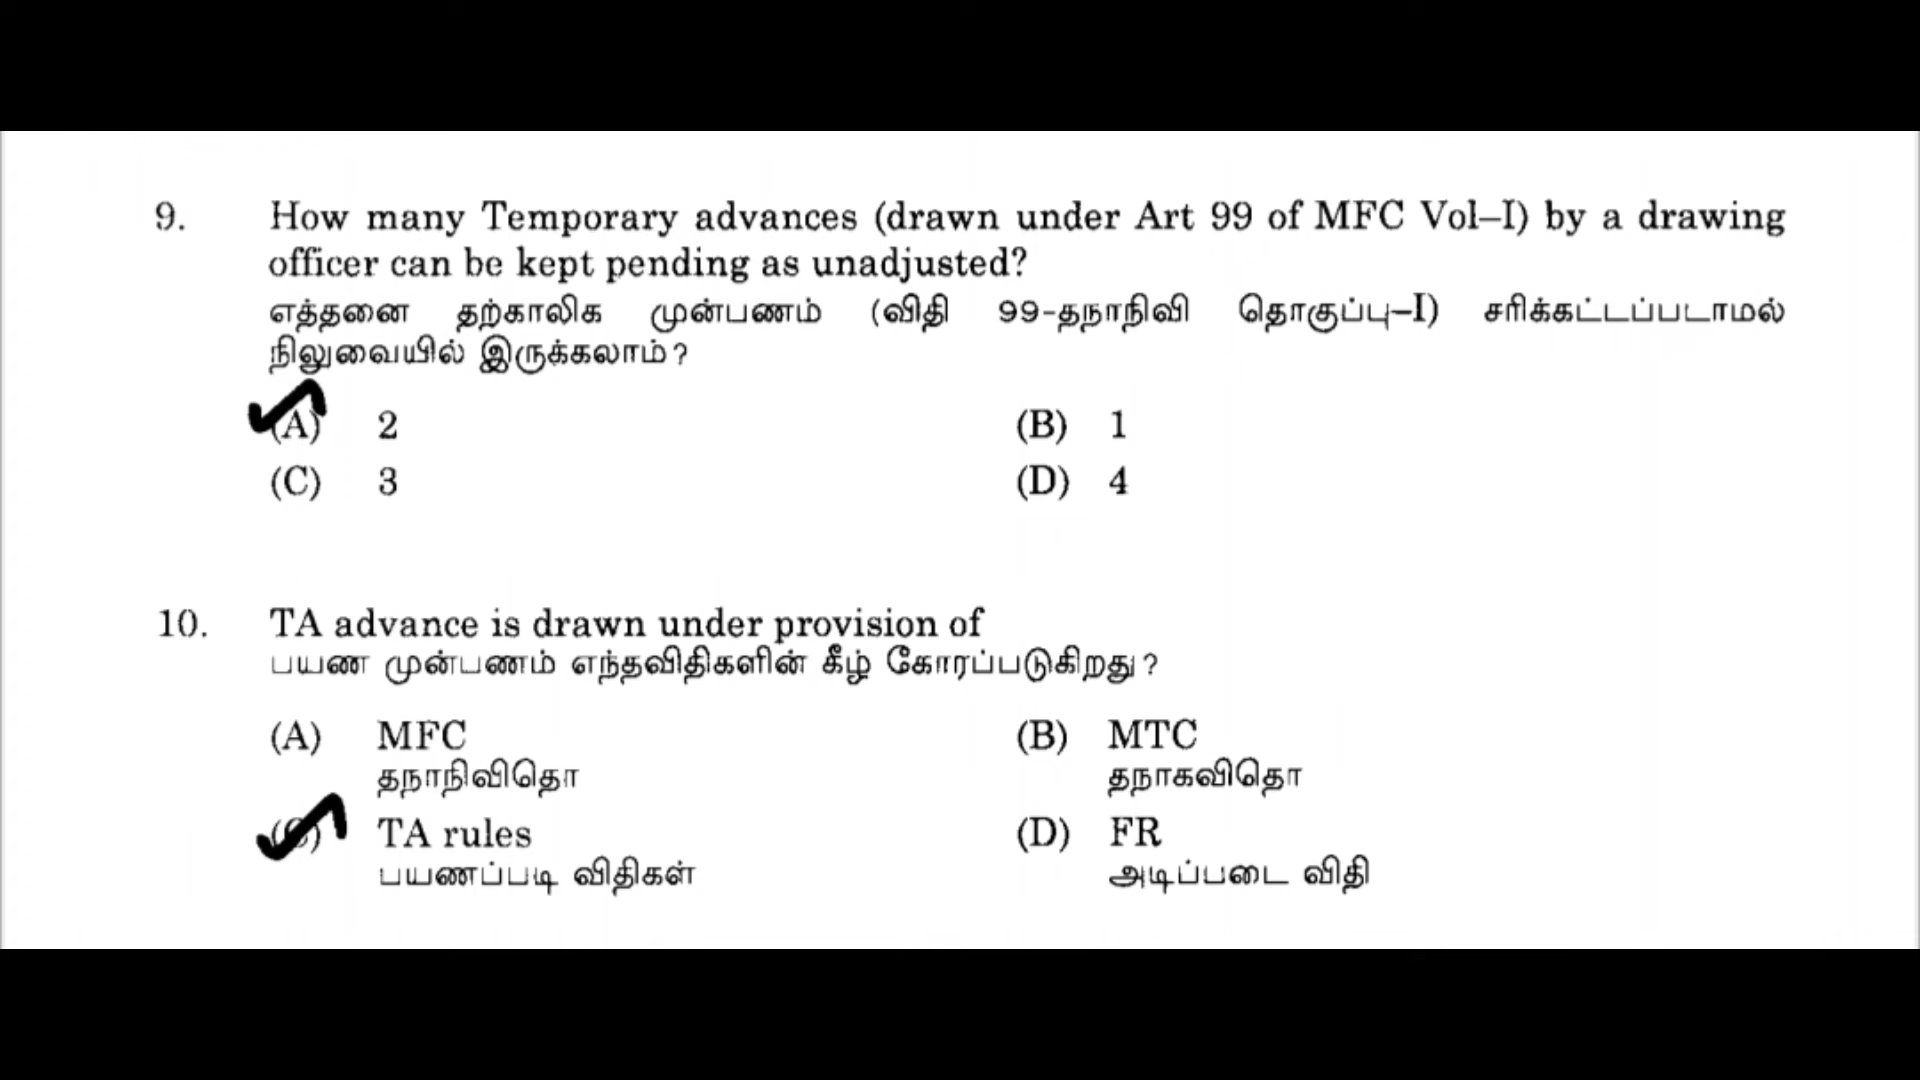 9. How many Temporary advances (drawn under Art 99 of MFC Vol–I) by a drawing
officer can be kept pending as unadjusted?
எத்தனை தற்காலிக முன்பணம் (விதி 99-தநாநிவி தொகுப்பு–I) சரிக்கட்டப்படாமல்
நிலுவையில் இருக்கலாம்?
(A) 2 (B) 1
(C) 3 (D) 4
10. TA advance is drawn under provision of
பயண முன்பணம் எந்தவிதிகளின் கீழ் கோரப்படுகிறது?
(A) MFC (B) MTC
தநாநிவிதொ தநாகவிதொ
(C) TA rules (D) FR
பயணப்படி விதிகள் அடிப்படை விதி